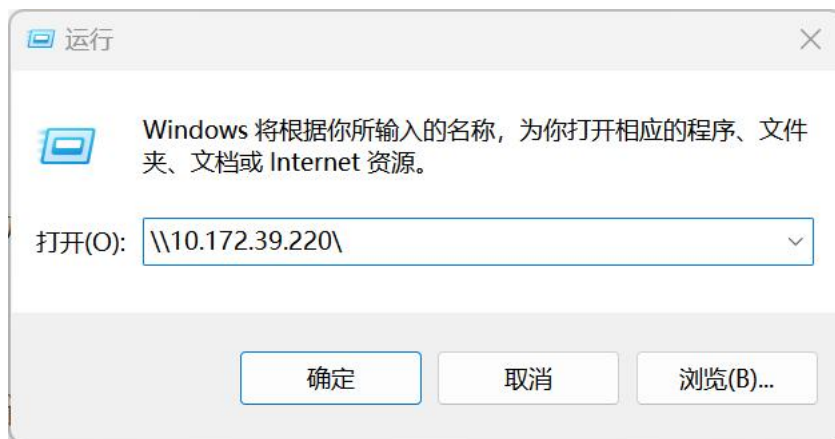 运行
Windows 将根据你所输入的名称，为你打开相应的程序、文件
夹、文档或 Internet 资源。
打开(O): \\10.172.39.220\
确定 取消 浏览(B)...